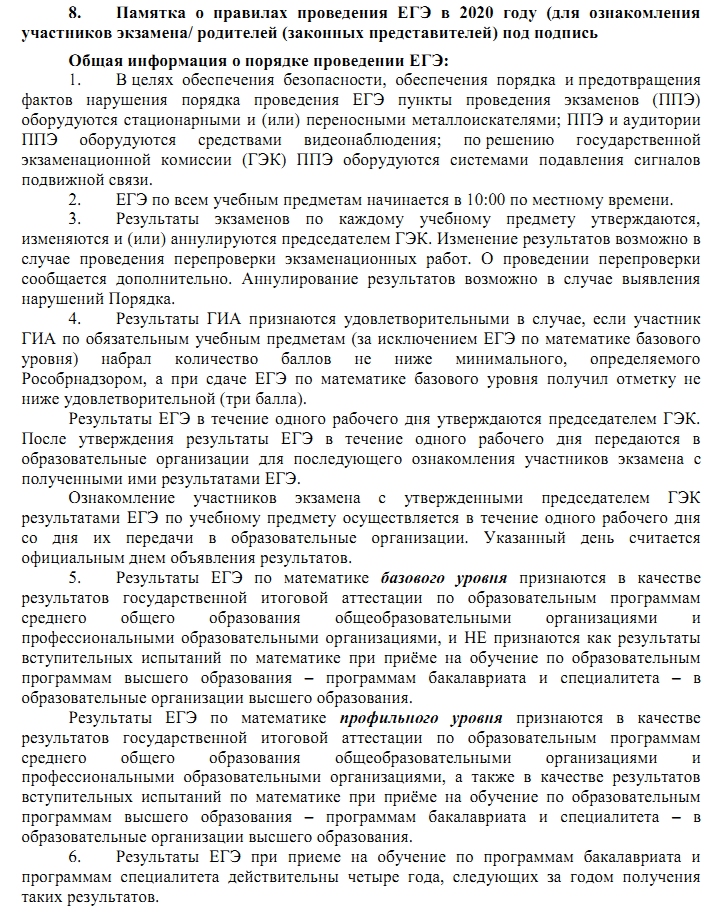 8. Памятка о правилах проведения ЕГЭ в 2020 году (для ознакомления
участников экзамена/ родителей (законных представителей) под подпись
Общая информация о порядке проведении ЕГЭ:
1. В целях обеспечения безопасности, обеспечения порядка и предотвращения
фактов нарушения порядка проведения ЕГЭ пункты проведения экзаменов (ППЭ)
оборудуются стационарными и (или) переносными металлоискателями; ППЭ и аудитории
ППЭ оборудуются средствами видеонаблюдения; по решению государственной
экзаменационной комиссии (ГЭК) ППЭ оборудуются системами подавления сигналов
подвижной связи.
2. ЕГЭ по всем учебным предметам начинается в 10:00 по местному времени.
3. Результаты экзаменов по каждому учебному предмету утверждаются,
изменяются и (или) аннулируются председателем ГЭК. Изменение результатов возможно в
случае проведения перепроверки экзаменационных работ. О проведении перепроверки
сообщается дополнительно. Аннулирование результатов возможно в случае выявления
нарушений Порядка.
4. Результаты ГИА признаются удовлетворительными в случае, если участник
ГИА по обязательным учебным предметам (за исключением ЕГЭ по математике базового
уровня) набрал количество баллов не ниже минимального, определяемого
Рособрнадзором, а при сдаче ЕГЭ по математике базового уровня получил отметку не
ниже удовлетворительной (три балла).
Результаты ЕГЭ в течение одного рабочего дня утверждаются председателем ГЭК.
После утверждения результаты ЕГЭ в течение одного рабочего дня передаются в
образовательные организации для последующего ознакомления участников экзамена с
полученными ими результатами ЕГЭ.
Ознакомление участников экзамена с утвержденными председателем ГЭК
результатами ЕГЭ по учебному предмету осуществляется в течение одного рабочего дня
со дня их передачи в образовательные организации. Указанный день считается
официальным днем объявления результатов.
5. Результаты ЕГЭ по математике базового уровня признаются в качестве
результатов государственной итоговой аттестации по образовательным программам
среднего общего образования общеобразовательными организациями и
профессиональными образовательными организациями, и НЕ признаются как результаты
вступительных испытаний по математике при приёме на обучение по образовательным
программам высшего образования – программам бакалавриата и специалитета – в
образовательные организации высшего образования.
Результаты ЕГЭ по математике профильного уровня признаются в качестве
результатов государственной итоговой аттестации по образовательным программам
среднего общего образования общеобразовательными организациями и
профессиональными образовательными организациями, а также в качестве результатов
вступительных испытаний по математике при приёме на обучение по образовательным
программам высшего образования – программам бакалавриата и специалитета – в
образовательные организации высшего образования.
6. Результаты ЕГЭ при приеме на обучение по программам бакалавриата и
программам специалитета действительны четыре года, следующих за годом получения
таких результатов.